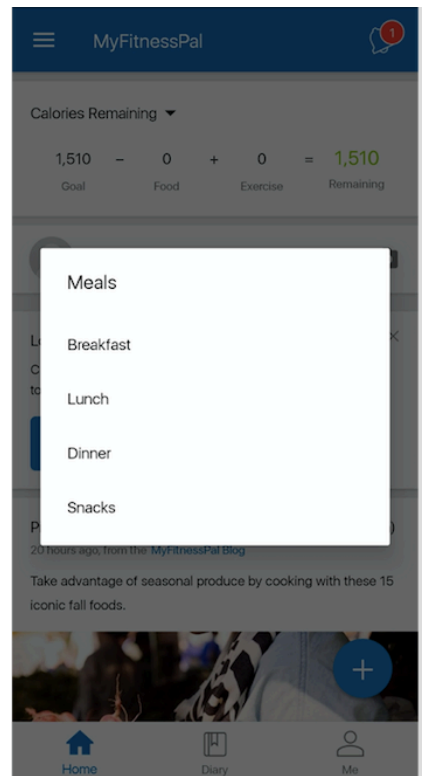 MyFitnessPal
1
Calories Remaining
1,510 – 0 + 0 = 1,510
Goal Food Exercise Remaining
Meals
Breakfast
Lunch
Dinner
Snacks
20 hours ago, from the MyFitnessPal Blog
Take advantage of seasonal produce by cooking with these 15
iconic fall foods.
Home Diary Me